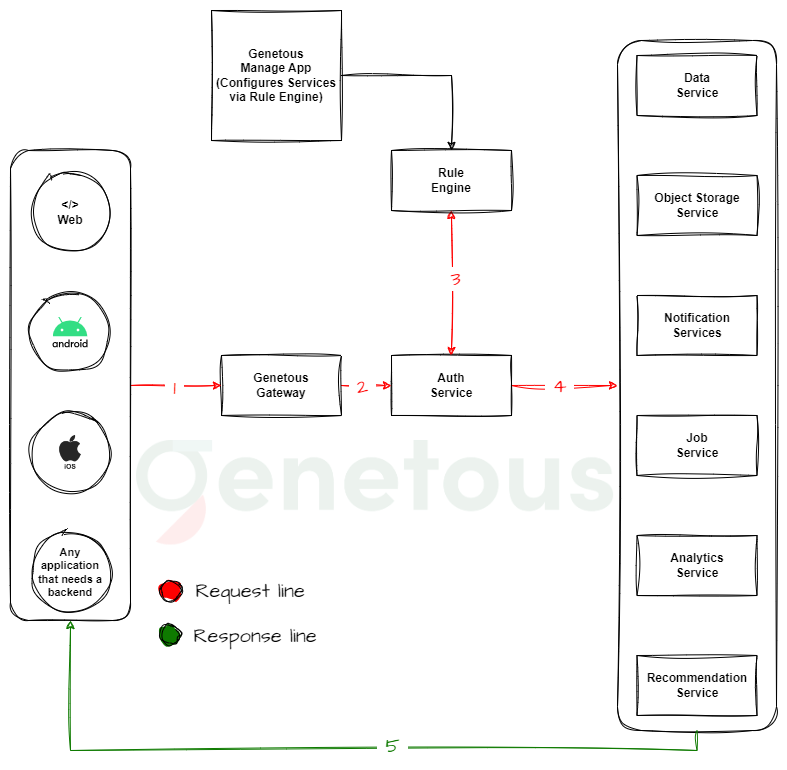 Genetous
Manage App
(Configures Services
via Rule Engine)
Rule
Engine
</>
Web
android
iOS
Any
application
that needs a
backend
1
Genetous
Gateway
2
Auth
Service
3
4
Data
Service
Object Storage
Service
Notification
Services
Job
Service
Analytics
Service
Recommendation
Service
genetous
Request line
Response line
5